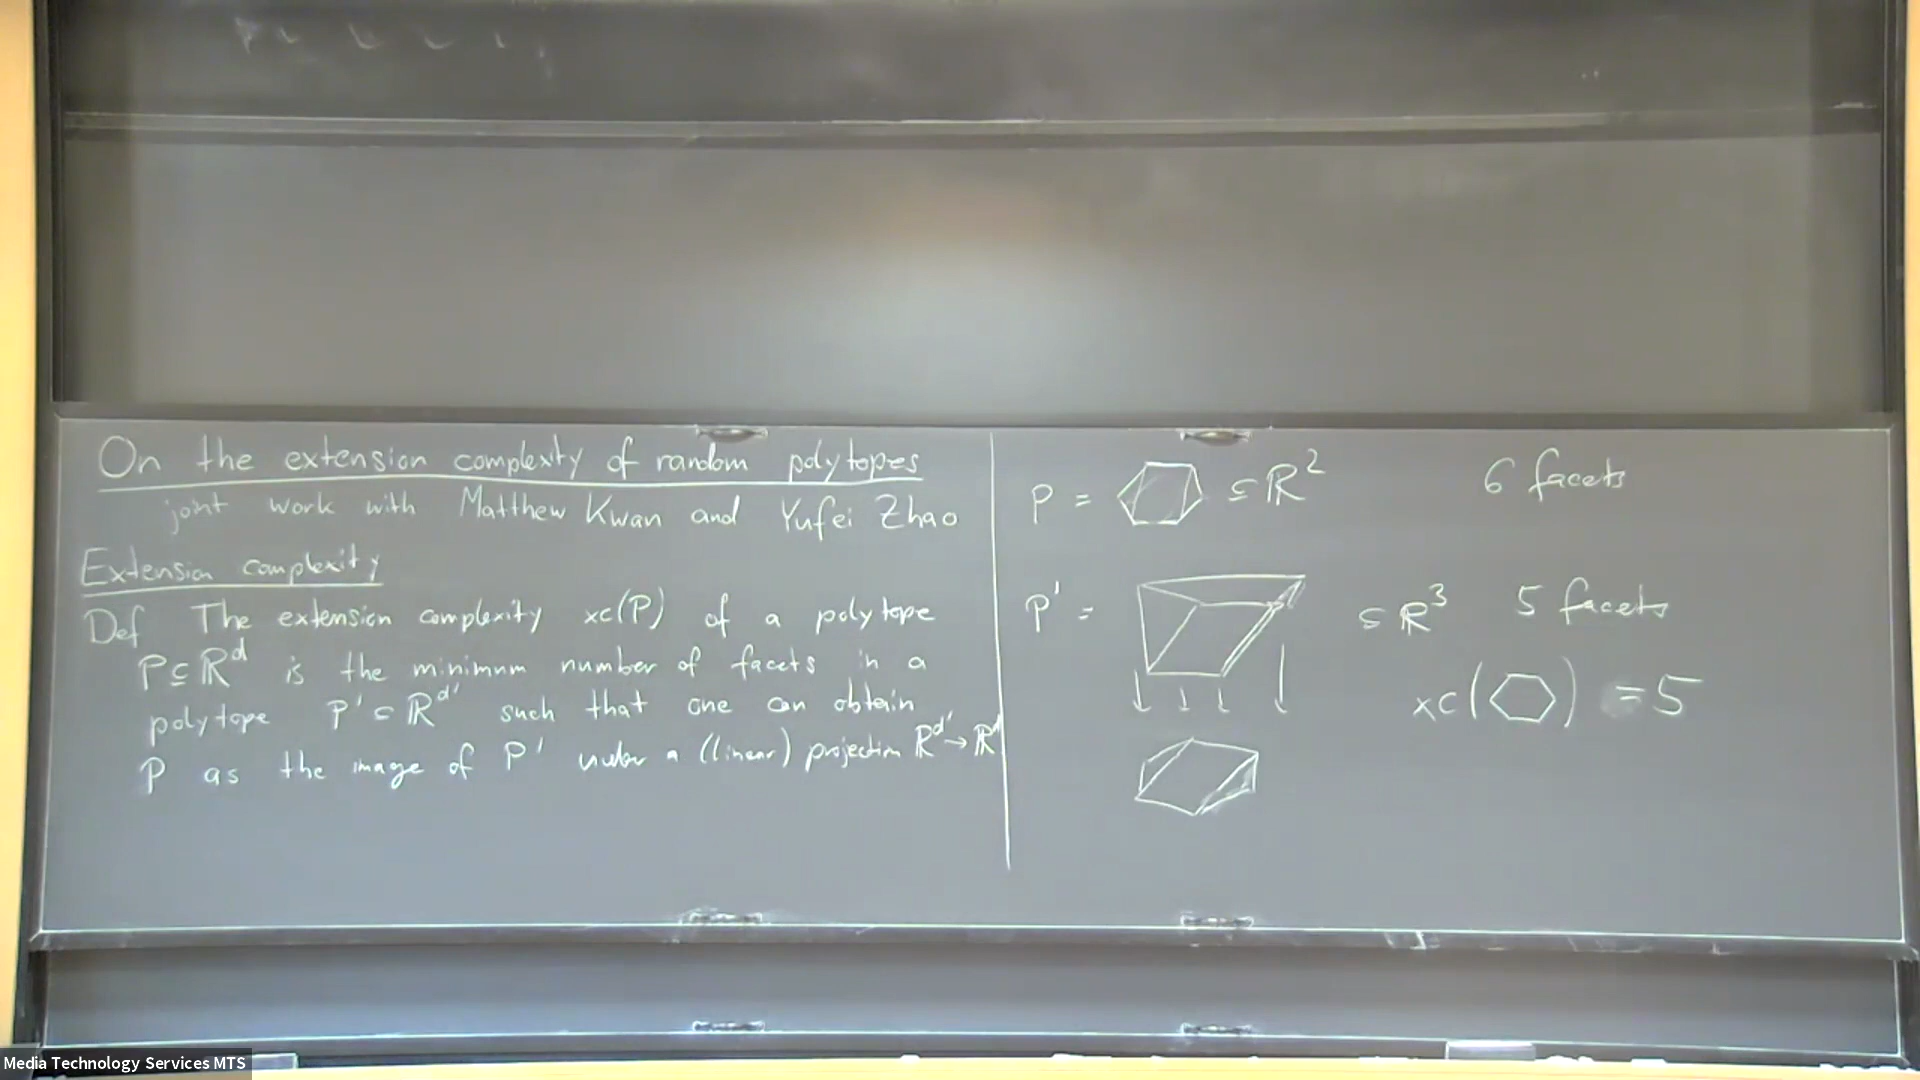 On the extension complexity of random polytopes
joint work with Matthew Kwan and Yufei Zhao
Extension complexity
Def The extension complexity xc(P) of a polytope
P ⊆ ℝ^d is the minimum number of facets in a
polytope P' ⊆ ℝ^d' such that one can obtain
P as the image of P' under a (linear) projection ℝ^d' → ℝ^d
P = ⊆ ℝ² 6 facets
P' = ⊆ ℝ³ 5 facets
xc( ) = 5
Media Technology Services MTS